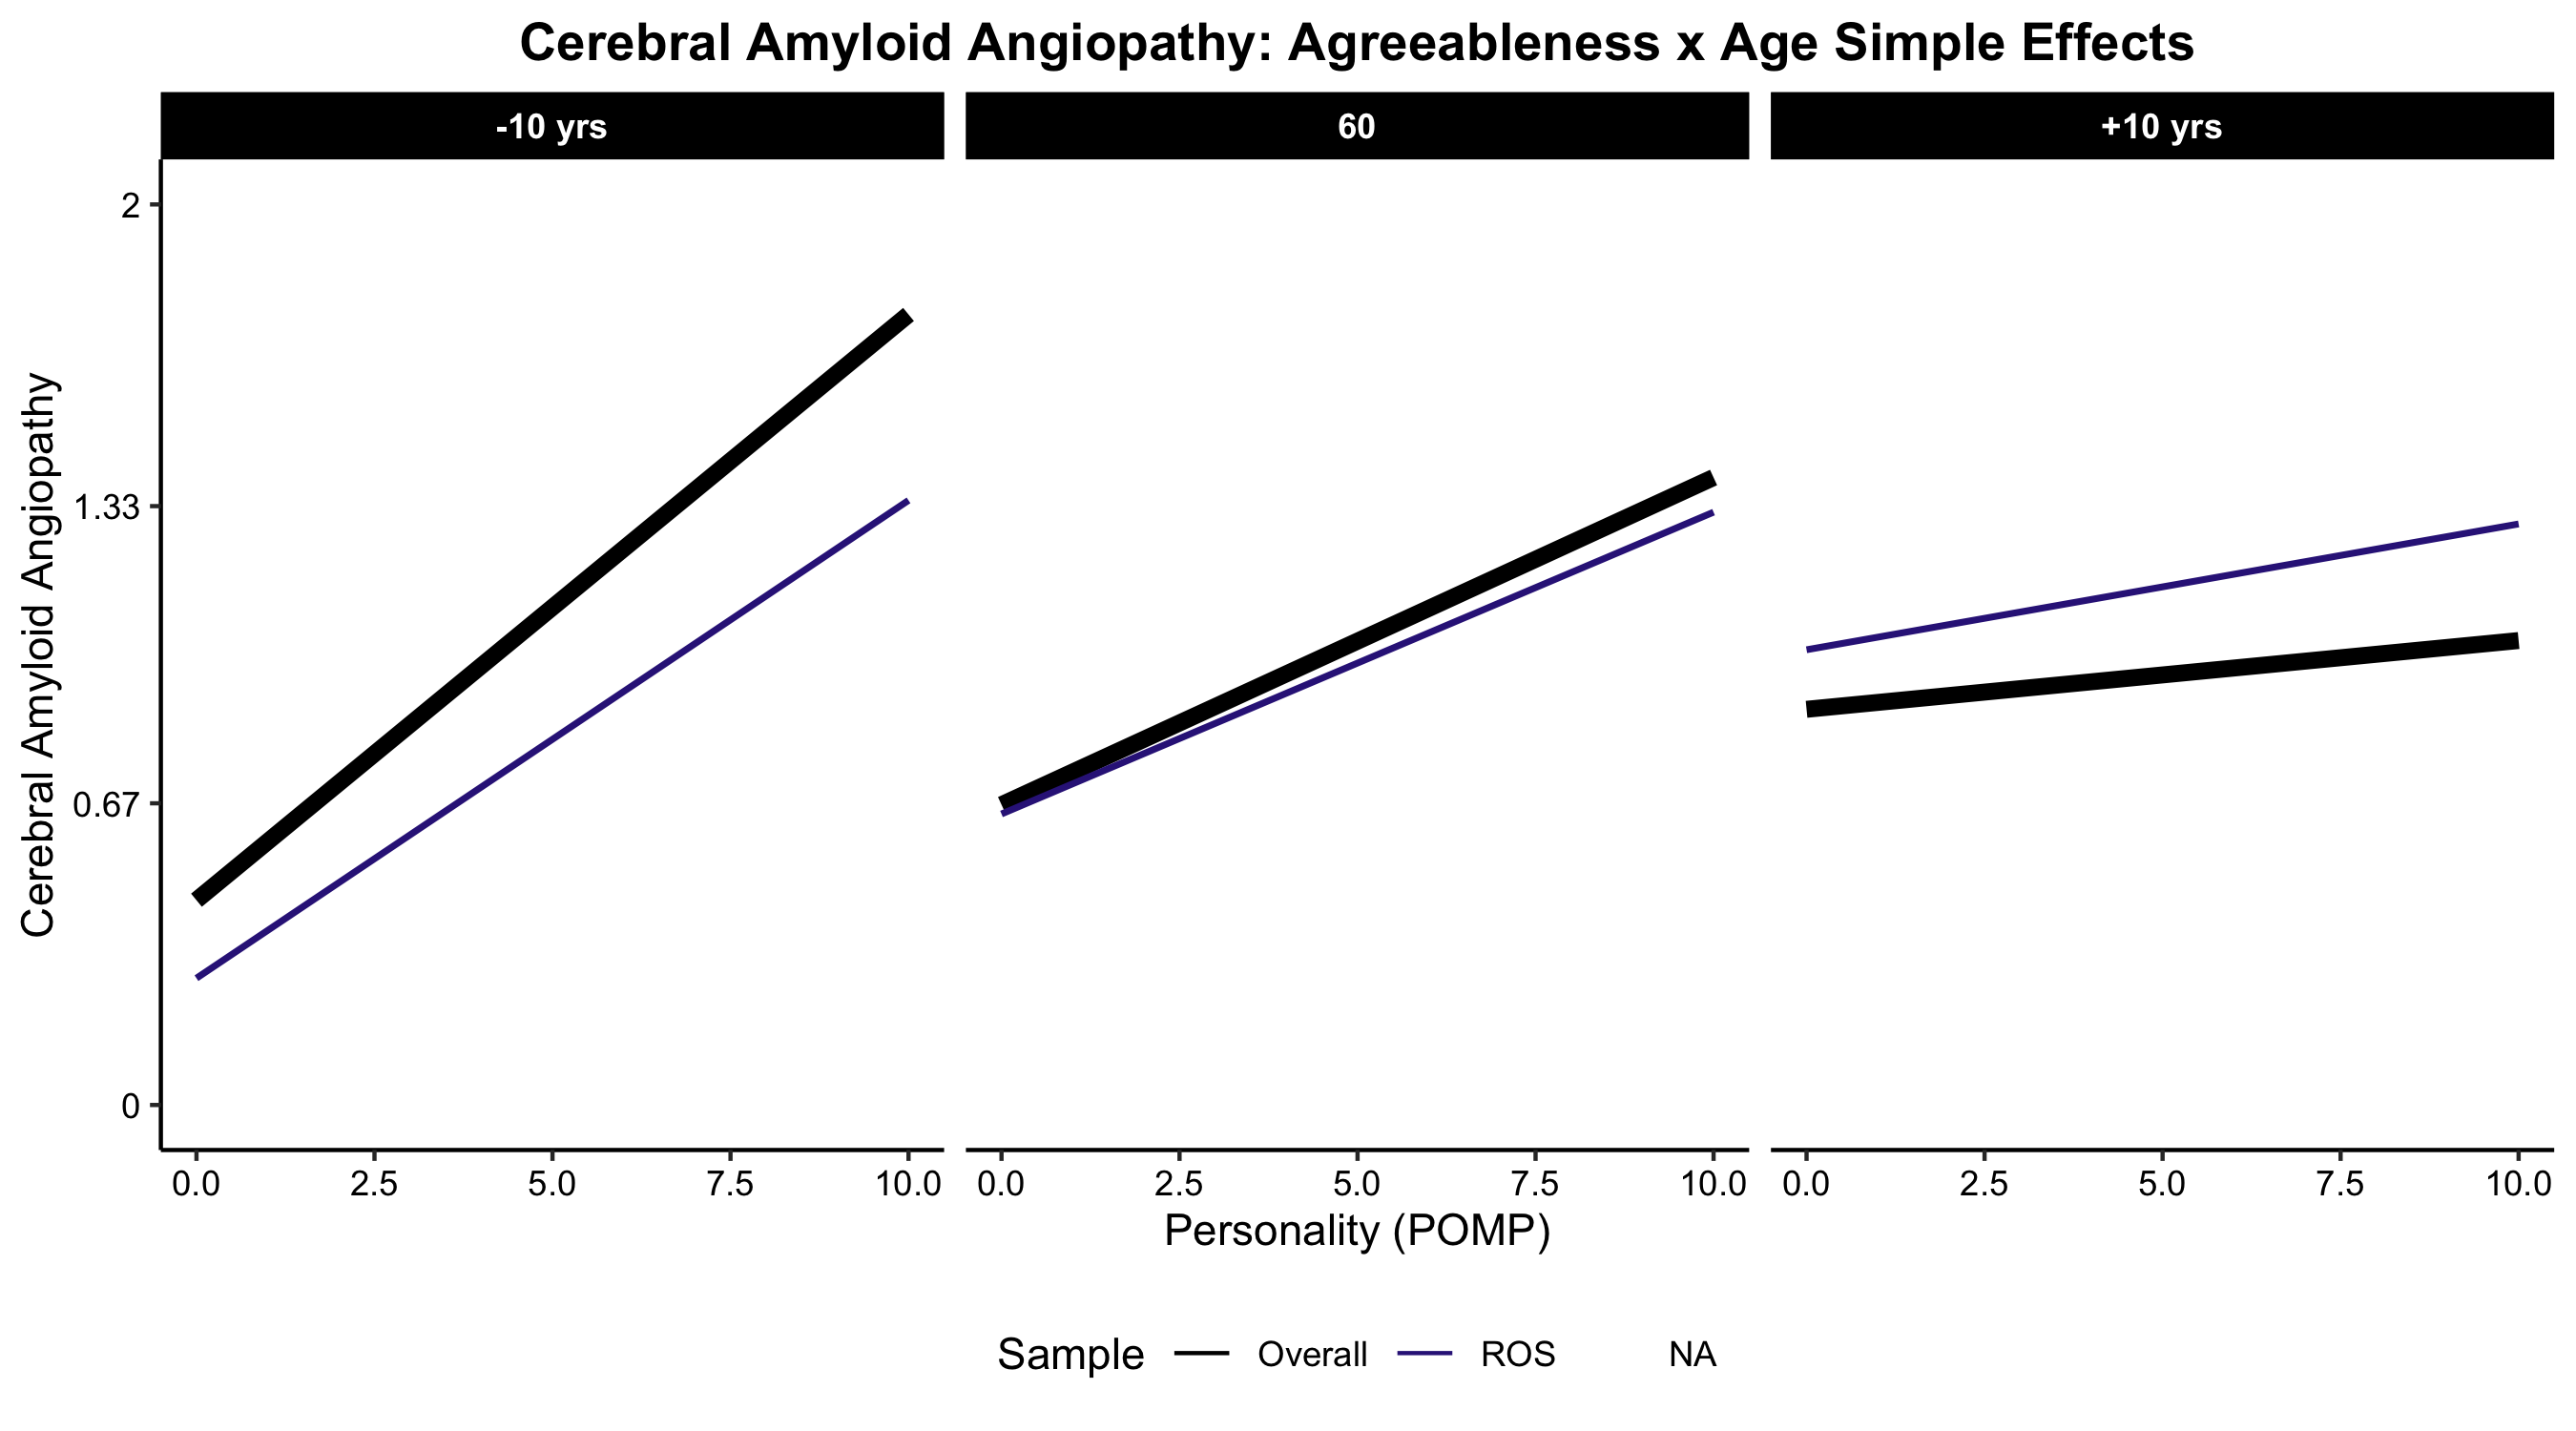 Cerebral Amyloid Angiopathy: Agreeableness x Age Simple Effects
-10 yrs
60
+10 yrs
Cerebral Amyloid Angiopathy
2
1.33
0.67
0
0.0 2.5 5.0 7.5 10.0
0.0 2.5 5.0 7.5 10.0
0.0 2.5 5.0 7.5 10.0
Personality (POMP)
Sample Overall ROS NA